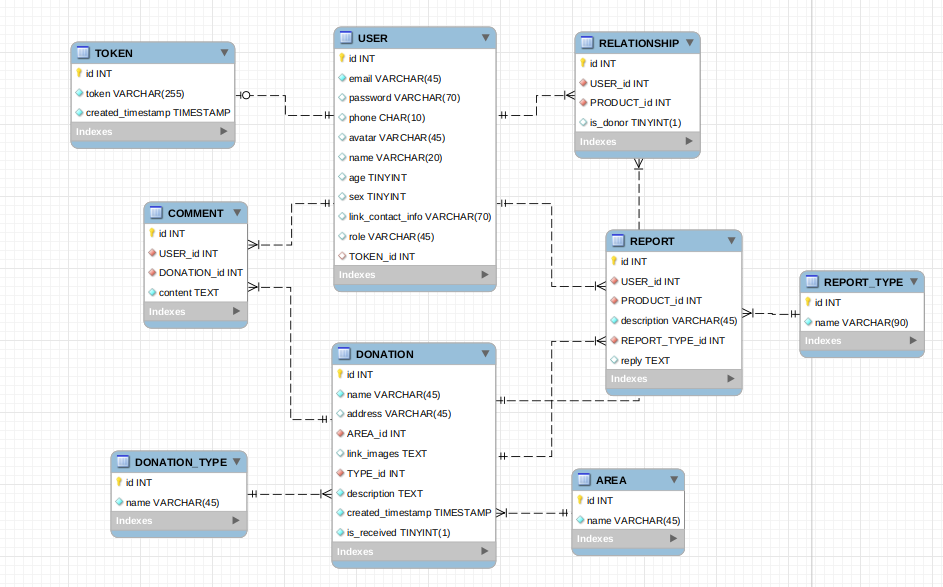 TOKEN
id INT
token VARCHAR(255)
created_timestamp TIMESTAMP
Indexes
USER
id INT
email VARCHAR(45)
password VARCHAR(70)
phone CHAR(10)
avatar VARCHAR(45)
name VARCHAR(20)
age TINYINT
sex TINYINT
link_contact_info VARCHAR(70)
role VARCHAR(45)
TOKEN_id INT
Indexes
RELATIONSHIP
id INT
USER_id INT
PRODUCT_id INT
is_donor TINYINT(1)
Indexes
COMMENT
id INT
USER_id INT
DONATION_id INT
content TEXT
Indexes
REPORT
id INT
USER_id INT
PRODUCT_id INT
description VARCHAR(45)
REPORT_TYPE_id INT
reply TEXT
Indexes
REPORT_TYPE
id INT
name VARCHAR(90)
Indexes
DONATION
id INT
name VARCHAR(45)
address VARCHAR(45)
AREA_id INT
link_images TEXT
TYPE_id INT
description TEXT
created_timestamp TIMESTAMP
is_received TINYINT(1)
Indexes
DONATION_TYPE
id INT
name VARCHAR(45)
Indexes
AREA
id INT
name VARCHAR(45)
Indexes